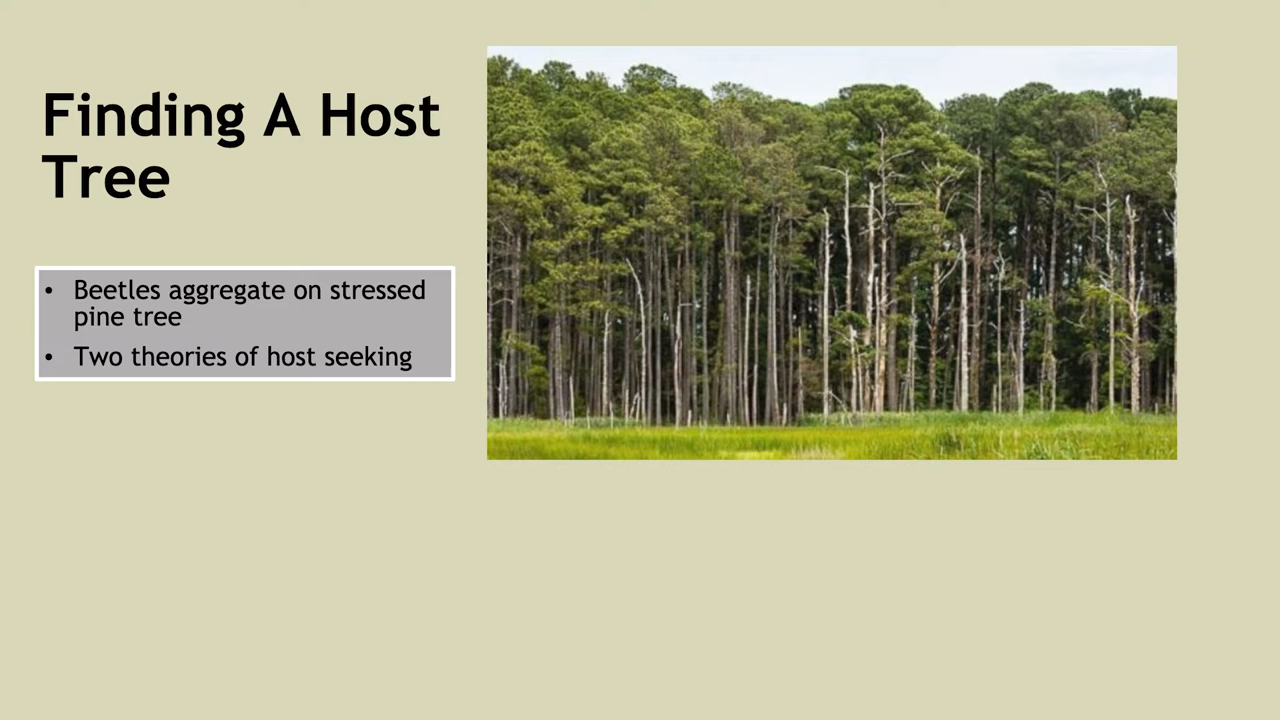 Finding A Host
Tree
• Beetles aggregate on stressed
pine tree
• Two theories of host seeking